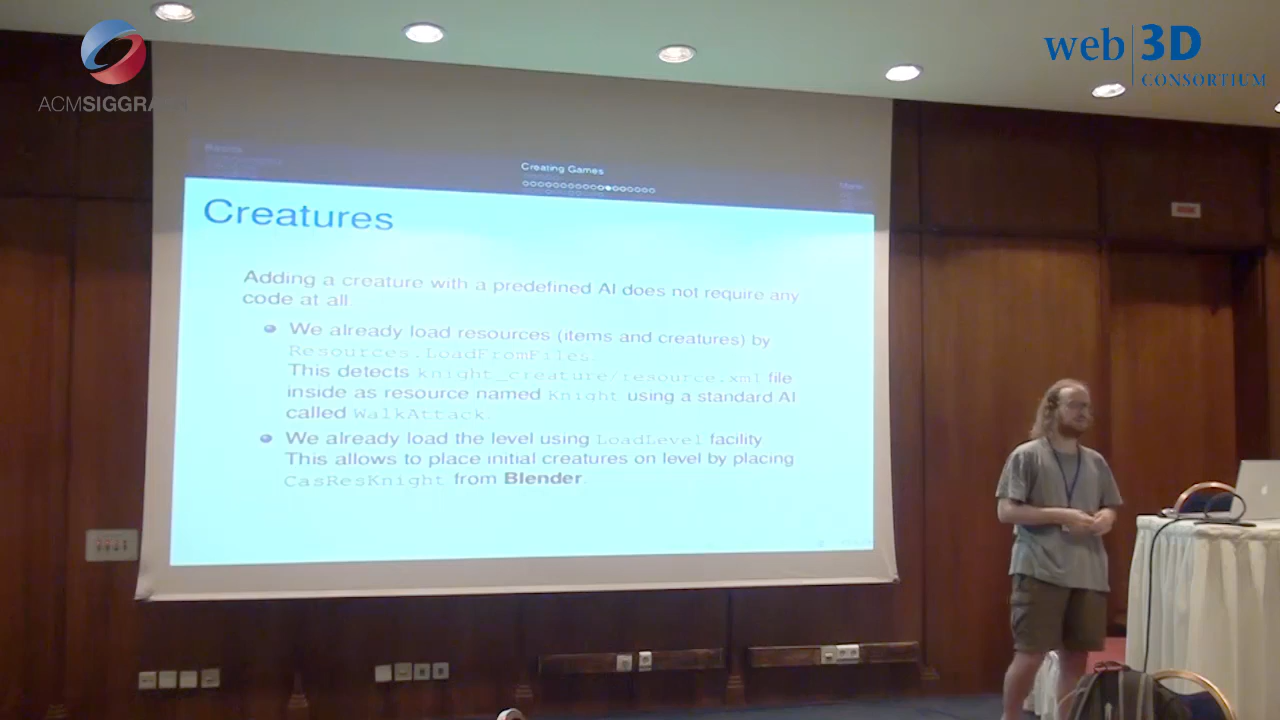 ACMSIGGRA
web 3D
CONSORTIUM
Basics
Creating Games
Creatures
Adding a creature with a predefined AI does not require any
code at all.
We already load resources (items and creatures) by
Resources.LoadFromFiles.
This detects knight_creature/resource.xml file
inside as resource named Knight using a standard AI
called WalkAttack.
We already load the level using LoadLevel facility
This allows to place initial creatures on level by placing
CasResKnight from Blender.